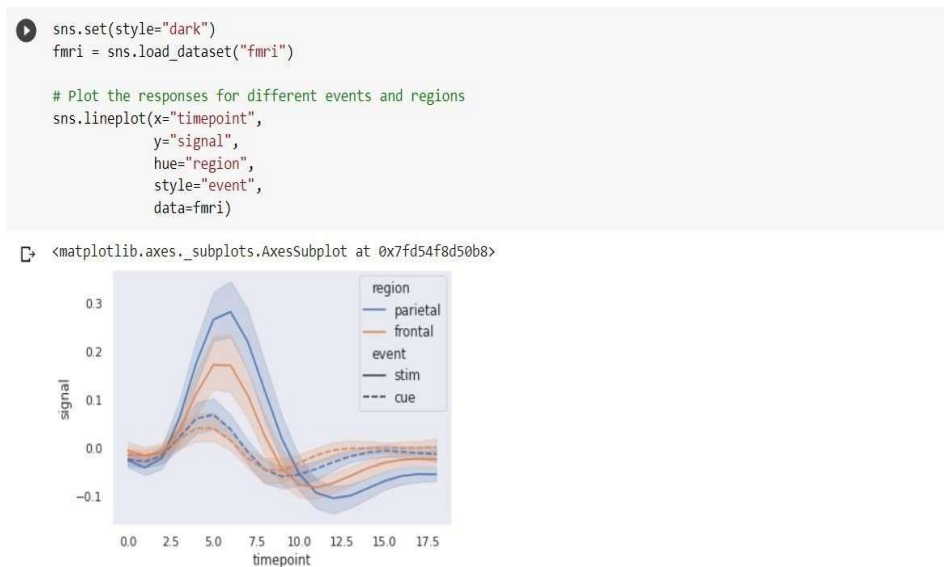 sns.set(style="dark")
fmri = sns.load_dataset("fmri")
# Plot the responses for different events and regions
sns.lineplot(x="timepoint",
y="signal",
hue="region",
style="event",
data=fmri)
<matplotlib.axes._subplots.AxesSubplot at 0x7fd54f8d50b8>
region
parietal
frontal
event
stim
cue
0.3
0.2
0.1
0.0
−0.1
signal
0.0 2.5 5.0 7.5 10.0 12.5 15.0 17.5
timepoint